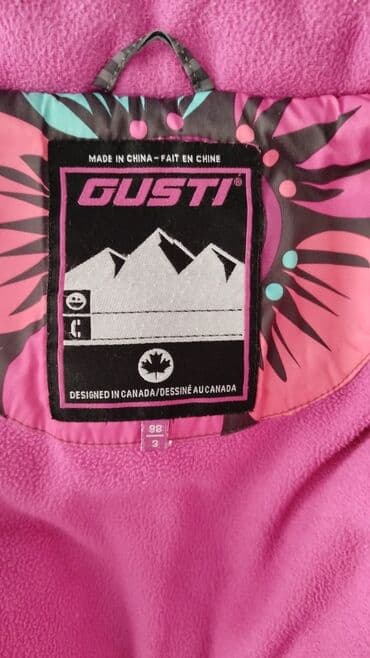 MADE IN CHINA - FAIT EN CHINE
GUSTI®
DESIGNED IN CANADA/DESSINÉ AU CANADA
98
3